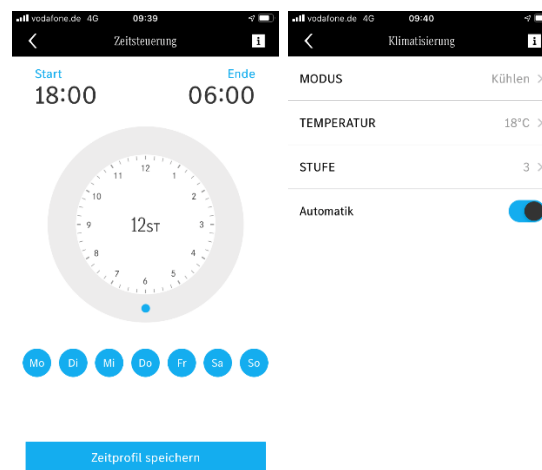 vodafone.de 4G 09:39
Zeitsteuerung i
Start Ende
18:00 06:00
12
11 1
10 2
9 12ST 3
8 4
7 5
6
Mo Di Mi Do Fr Sa So
Zeitprofil speichern
vodafone.de 4G 09:40
Klimatisierung i
MODUS Kühlen
TEMPERATUR 18°C
STUFE 3
Automatik